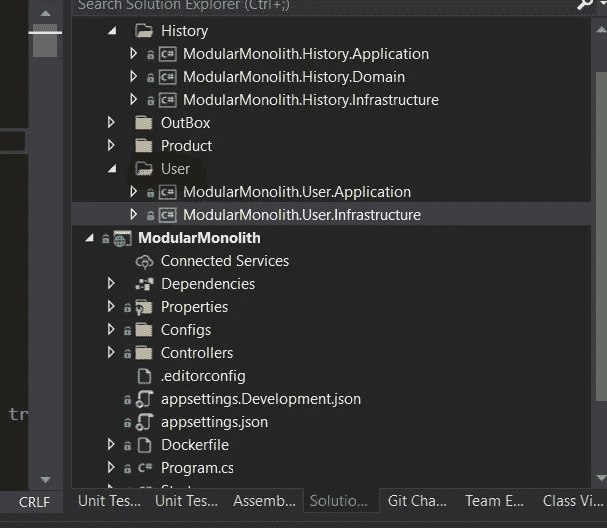 Search Solution Explorer (Ctrl+;)
History
C# ModularMonolith.History.Application
C# ModularMonolith.History.Domain
C# ModularMonolith.History.Infrastructure
OutBox
Product
User
C# ModularMonolith.User.Application
C# ModularMonolith.User.Infrastructure
ModularMonolith
Connected Services
Dependencies
Properties
Configs
Controllers
.editorconfig
appsettings.Development.json
appsettings.json
tr
Dockerfile
C# Program.cs
CRLF
Unit Tes... Unit Tes... Assemb... Solutio... Git Cha... Team E... Class Vi...